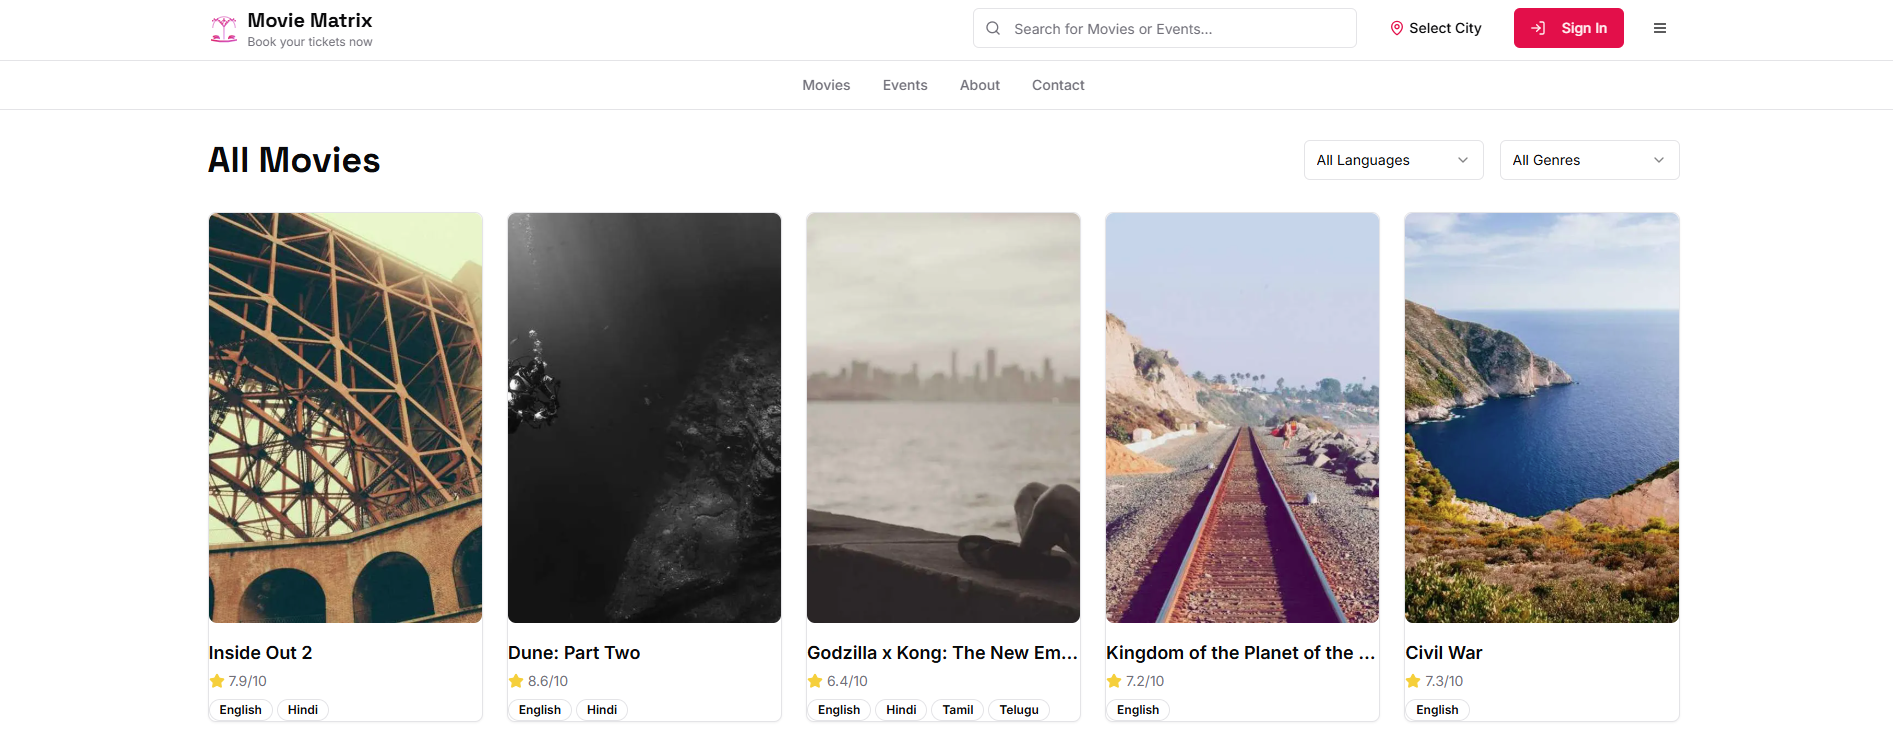 Movie Matrix
Book your tickets now
Search for Movies or Events...
Select City
Sign In
Movies Events About Contact
All Movies
All Languages
All Genres
Inside Out 2
7.9/10
English Hindi
Dune: Part Two
8.6/10
English Hindi
Godzilla x Kong: The New Em...
6.4/10
English Hindi Tamil Telugu
Kingdom of the Planet of the ...
7.2/10
English
Civil War
7.3/10
English